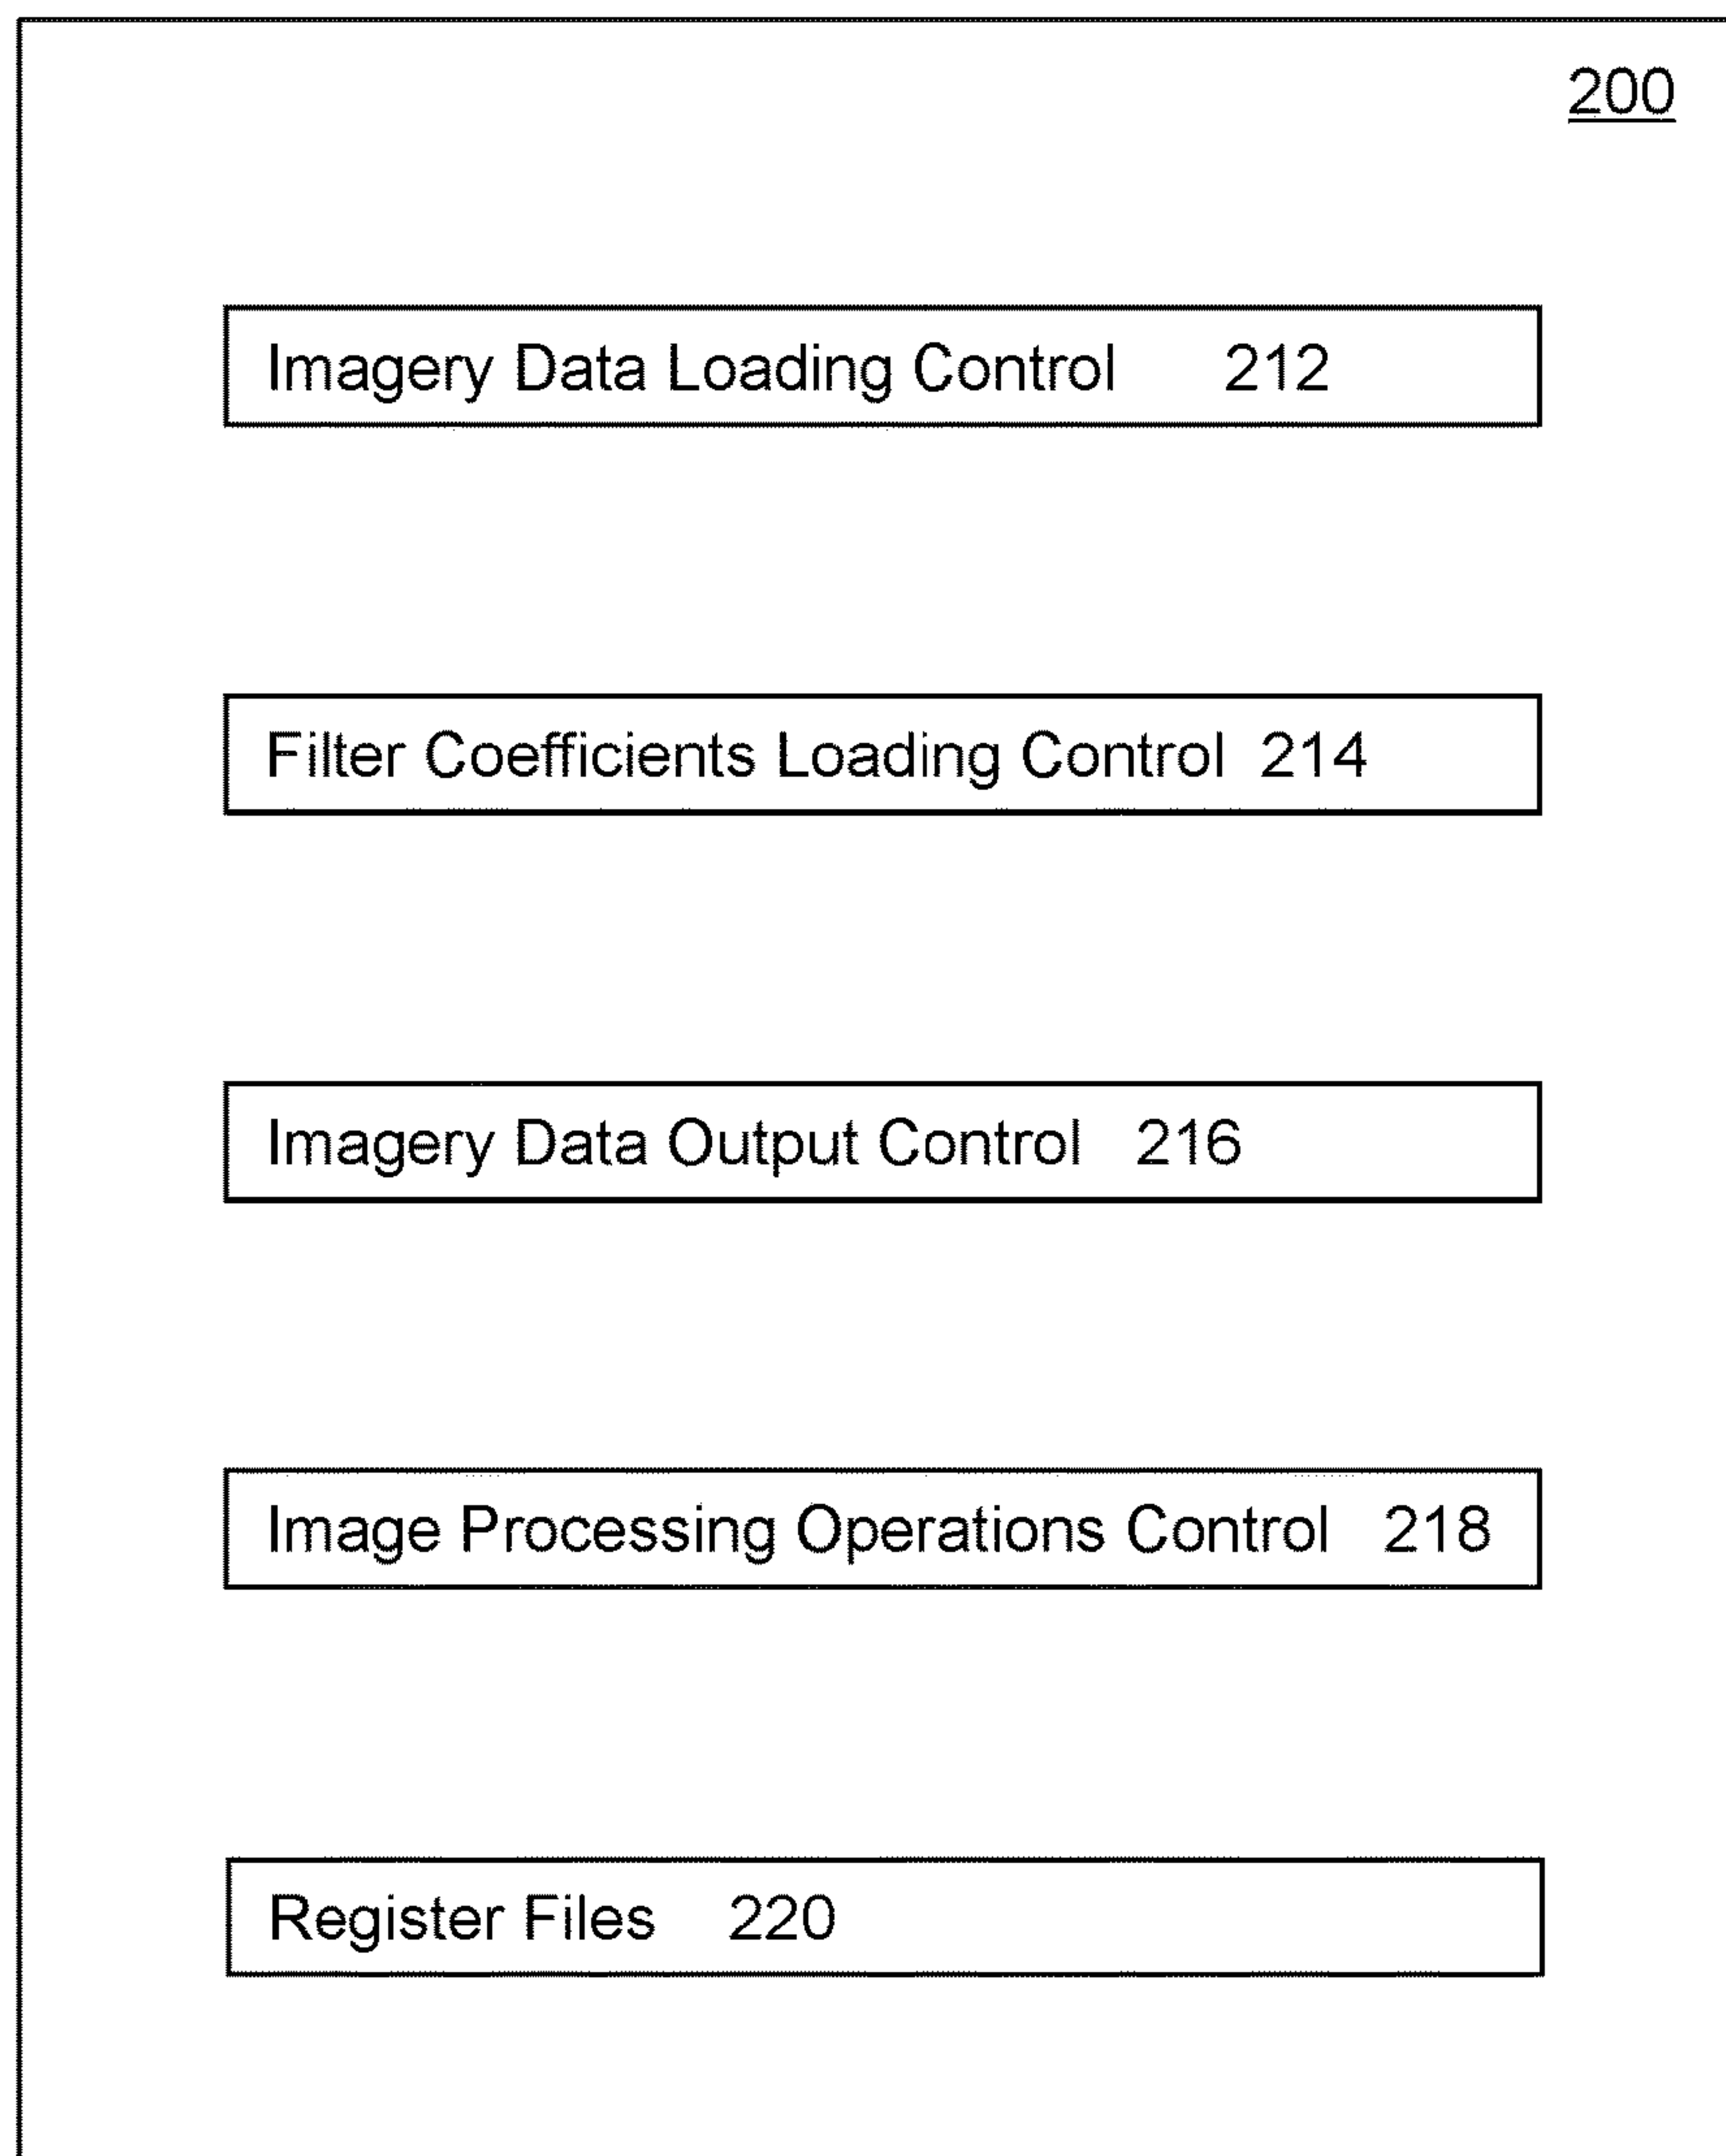 200
Imagery Data Loading Control 212
Filter Coefficients Loading Control 214
Imagery Data Output Control 216
Image Processing Operations Control 218
Register Files 220